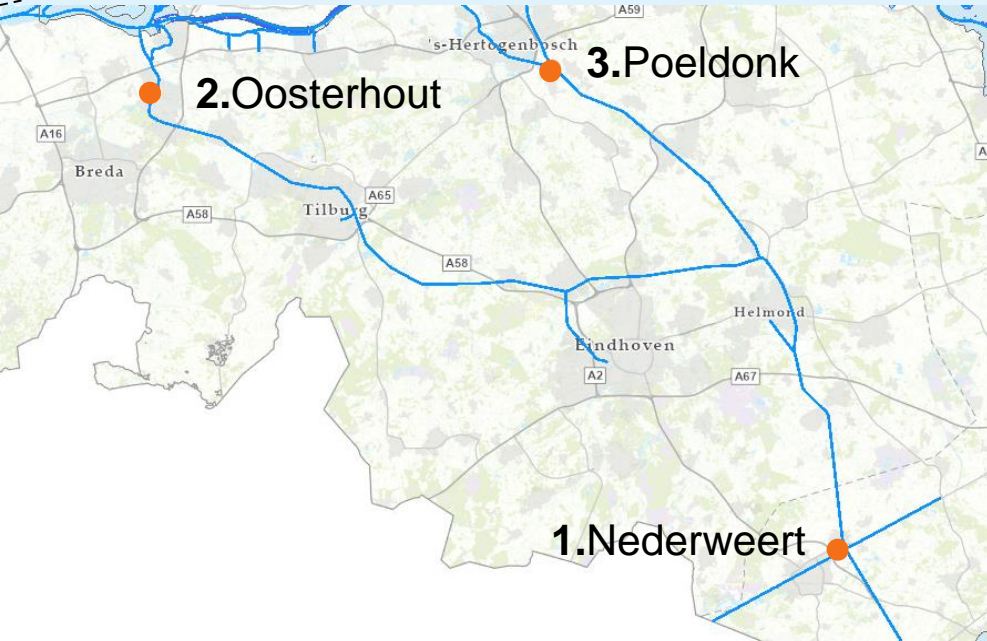 A59
's-Hertogenbosch
3.Poeldonk
2.Oosterhout
A16
A
Breda
A65
Tilburg
A58
A58
Helmond
Eindhoven
A2
A67
1.Nederweert